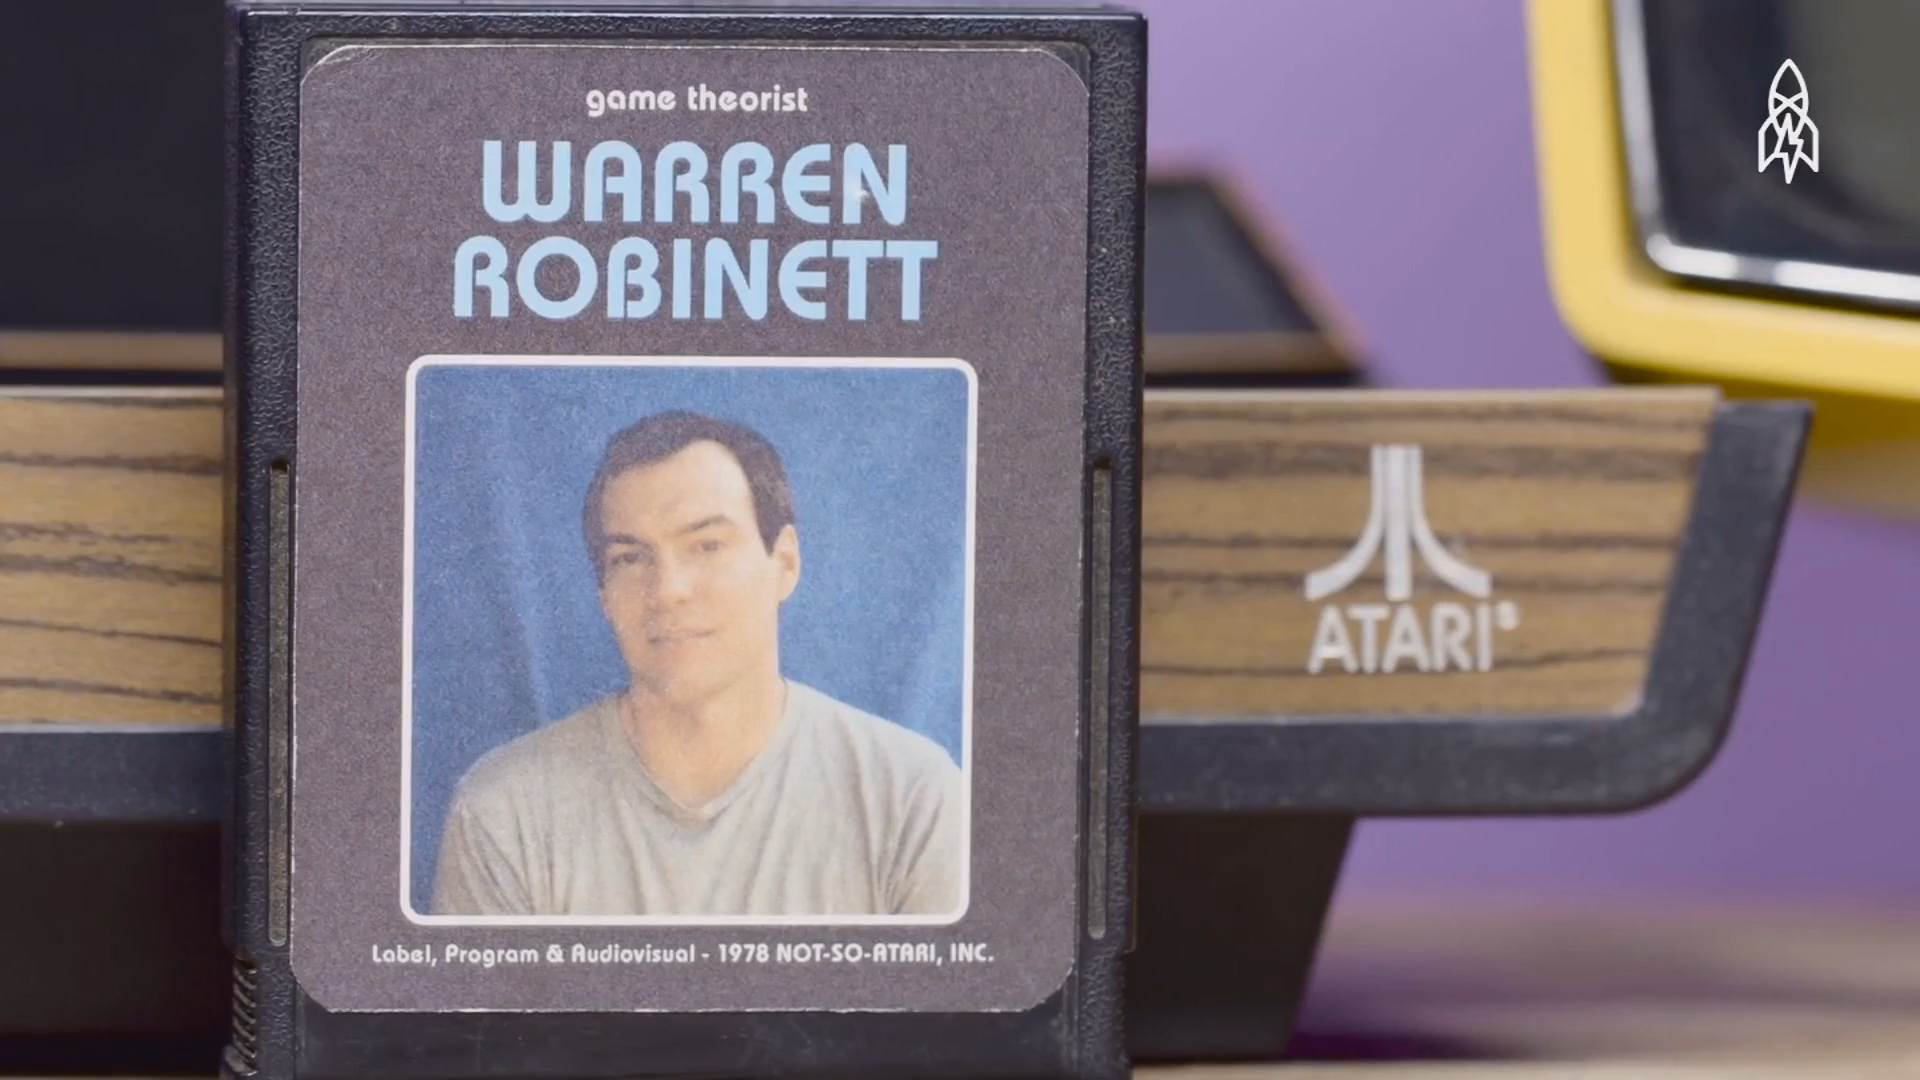 game theorist
WARREN
ROBINETT
Label, Program & Audiovisual - 1978 NOT-SO-ATARI, INC.
ATARI®